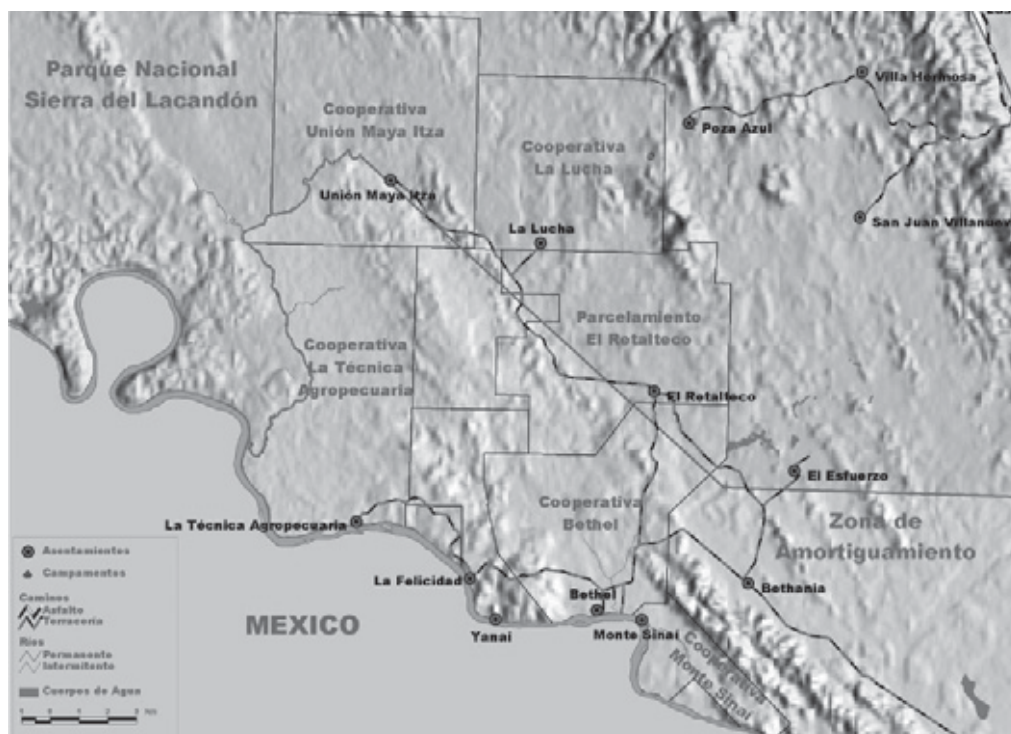 Parque Nacional
Sierra del Lacandón
Cooperativa
Unión Maya Itza
Cooperativa
La Lucha
Villa Hermosa
Poza Azul
Unión Maya Itza
San Juan Villanuev
La Lucha
Parcelamiento
El Retalteco
Cooperativa
La Técnica
Agropecuaria
El Retalteco
El Esfuerzo
Cooperativa
Bethel
Zona de
Amortiguamiento
La Técnica Agropecuaria
La Felicidad
Bethel
Bethania
Yanai
Monte Sinaí
MEXICO
Cooperativa
Monte Sinaí
Asentamientos
Campamentos
Caminos
Asfalto
Terracería
Ríos
Permanente
Intermitente
Cuerpos de Agua